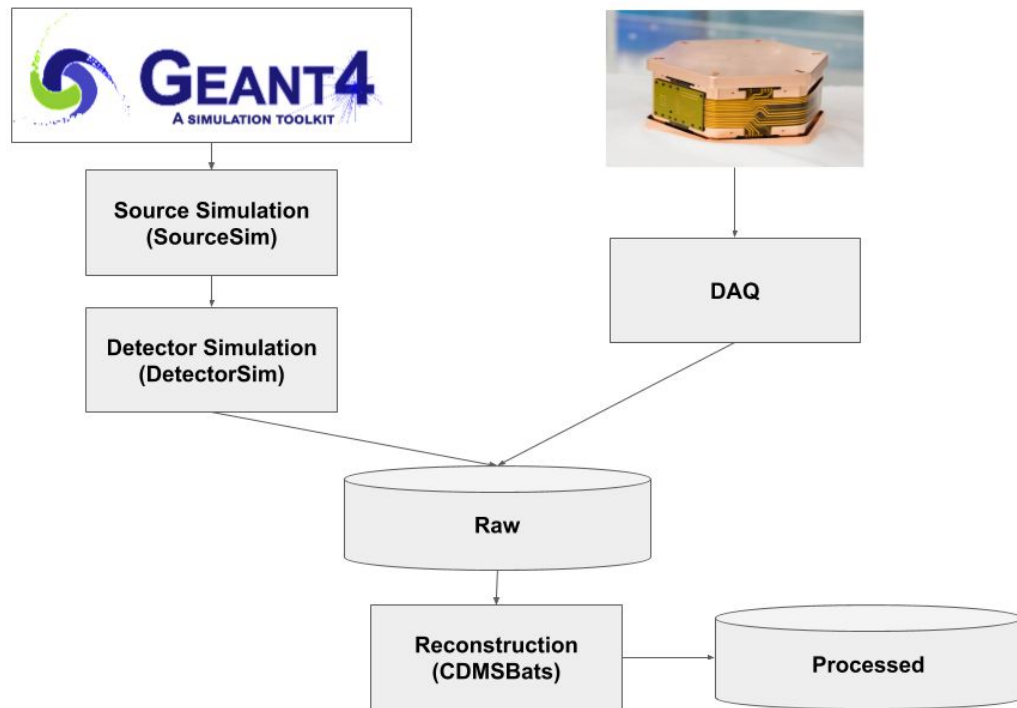 GEANT4
A SIMULATION TOOLKIT
Source Simulation
(SourceSim)
DAQ
Detector Simulation
(DetectorSim)
Raw
Reconstruction
(CDMSBats)
Processed